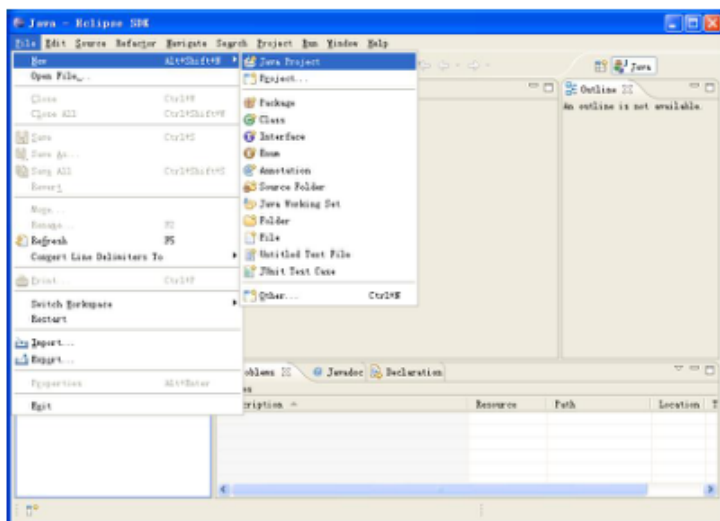 Java - Eclipse SDK
File Edit Source Refactor Navigate Search Project Run Window Help
New Alt+Shift+N
Open File...
Close Ctrl+W
Close All Ctrl+Shift+W
Save Ctrl+S
Save As...
Save All Ctrl+Shift+S
Revert
Move...
Rename... F2
Refresh F5
Convert Line Delimiters To
Print... Ctrl+P
Switch Workspace
Restart
Import...
Export...
Properties Alt+Enter
Exit
Java Project
Project...
Package
Class
Interface
Enum
Annotation
Source Folder
Java Working Set
Folder
File
Untitled Text File
JUnit Test Case
Other... Ctrl+N
Java
Outline
An outline is not available.
oblems Javadoc Declaration
cription Resource Path Location T